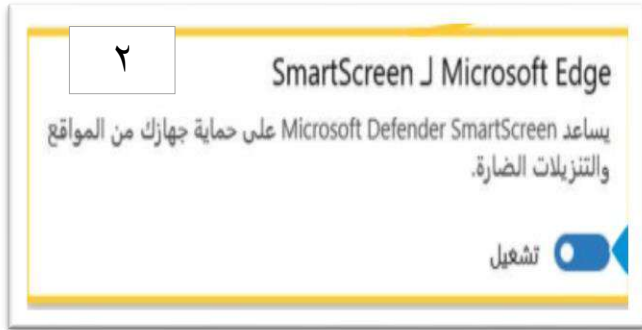 ٢
SmartScreen لـ Microsoft Edge
يساعد Microsoft Defender SmartScreen على حماية جهازك من المواقع
والتنزيلات الضارة.
تشغيل